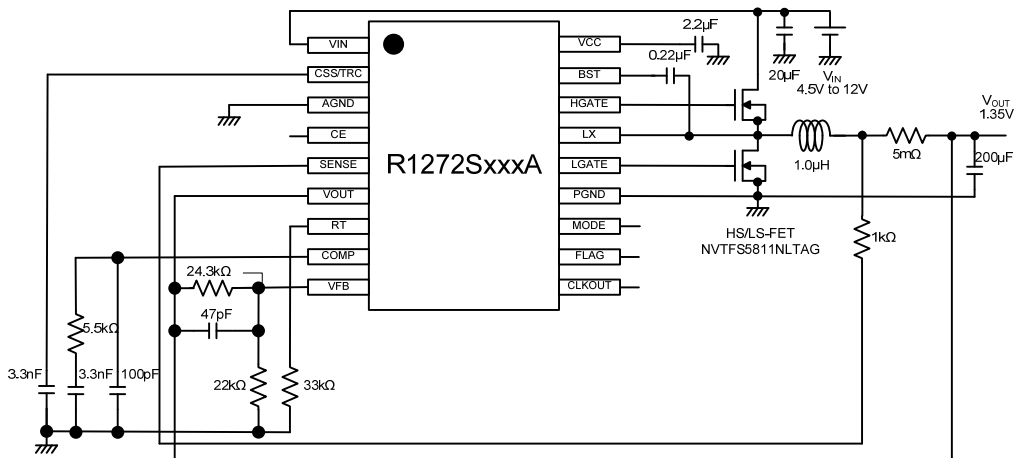 R1272SxxxA
VIN
CSS/TRC
AGND
CE
SENSE
VOUT
RT
COMP
VFB
VCC
BST
HGATE
LX
LGATE
PGND
MODE
FLAG
CLKOUT
2.2µF
0.22µF
20µF
VIN
4.5V to 12V
VOUT
1.35V
1.0µH
5mΩ
200µF
HS/LS-FET
NVTFS5811NLTAG
1kΩ
24.3kΩ
47pF
5.5kΩ
3.3nF
3.3nF
100pF
22kΩ
33kΩ